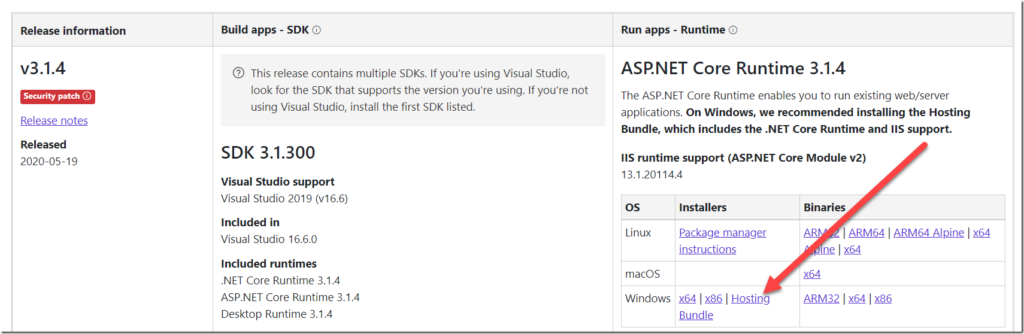 Release information
v3.1.4
Security patch
Release notes
Released
2020-05-19
Build apps - SDK
This release contains multiple SDKs. If you're using Visual Studio,
look for the SDK that supports the version you're using. If you're not
using Visual Studio, install the first SDK listed.
SDK 3.1.300
Visual Studio support
Visual Studio 2019 (v16.6)
Included in
Visual Studio 16.6.0
Included runtimes
.NET Core Runtime 3.1.4
ASP.NET Core Runtime 3.1.4
Desktop Runtime 3.1.4
Run apps - Runtime
ASP.NET Core Runtime 3.1.4
The ASP.NET Core Runtime enables you to run existing web/server
applications. On Windows, we recommended installing the Hosting
Bundle, which includes the .NET Core Runtime and IIS support.
IIS runtime support (ASP.NET Core Module v2)
13.1.20114.4
OS Installers Binaries
Linux Package manager instructions ARM32 | ARM64 | ARM64 Alpine | x64 Alpine | x64
macOS x64
Windows x64 | x86 | Hosting Bundle ARM32 | x64 | x86